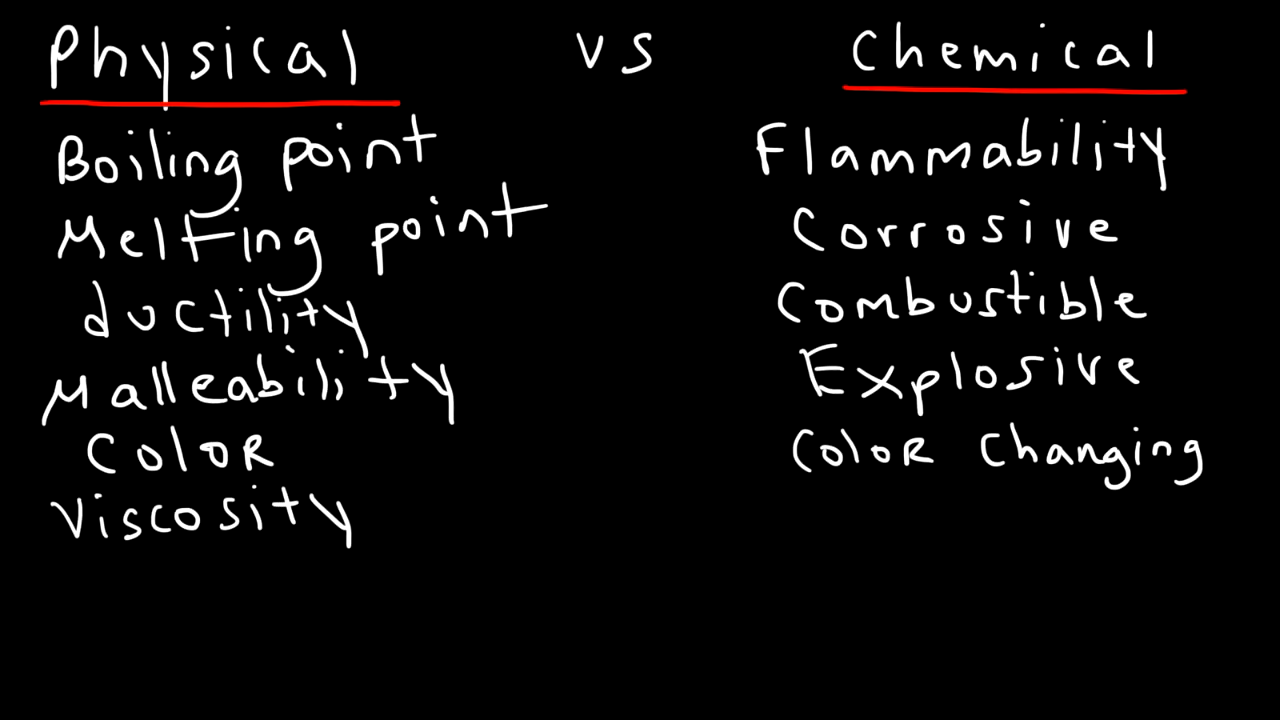 Physical vs Chemical
Boiling point
Melting point
ductility
Malleability
Color
Viscosity
Flammability
Corrosive
Combustible
Explosive
Color Changing